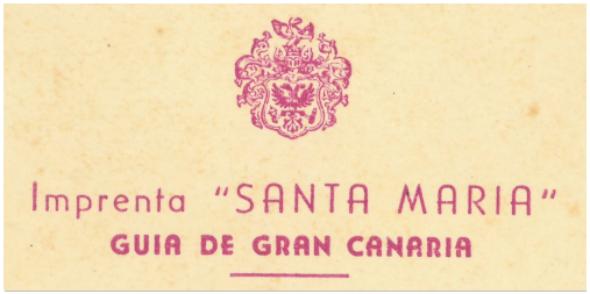 Imprenta "SANTA MARIA"
GUIA DE GRAN CANARIA